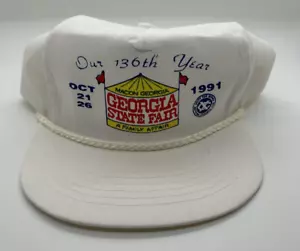 Our 136th Year
OCT
21
26
MACON GEORGIA
GEORGIA
STATE FAIR
A FAMILY AFFAIR
1991